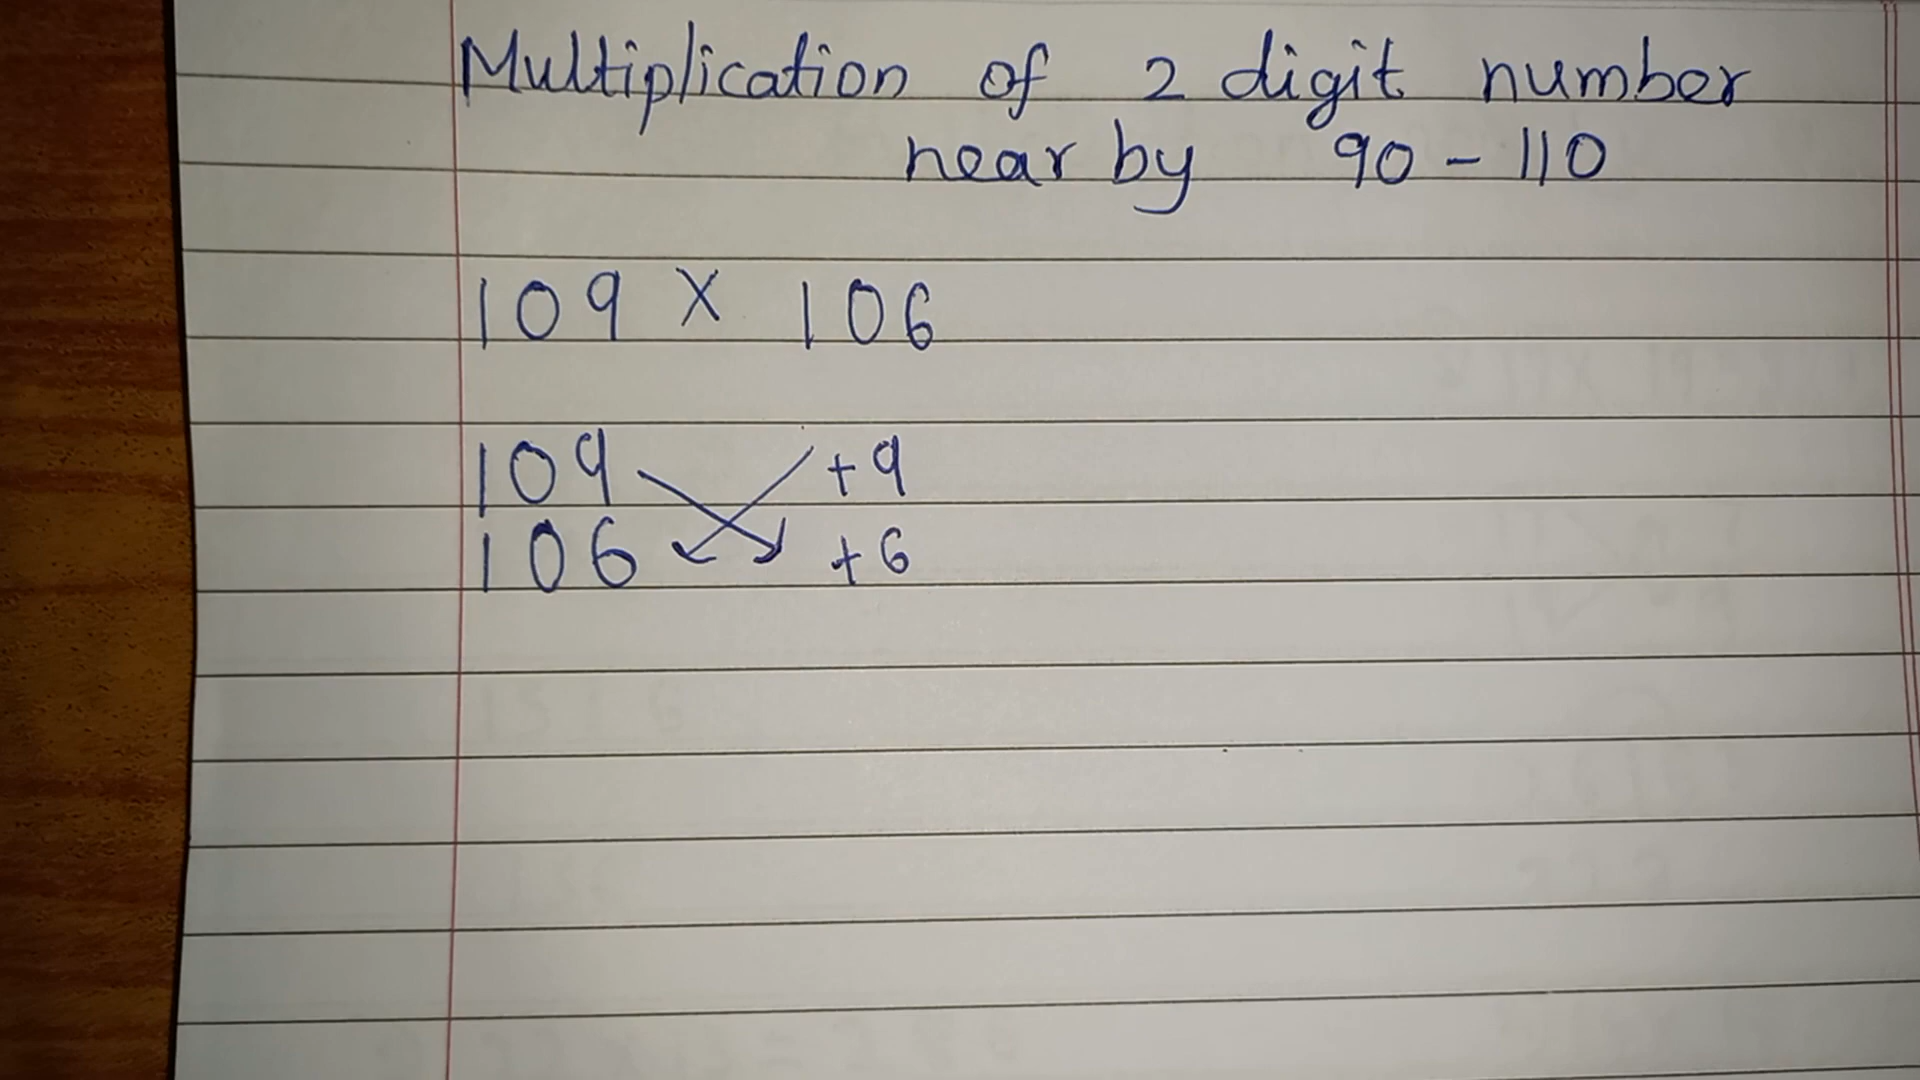 Multiplication of 2 digit number
near by 90 - 110
109 X 106
109 +9
106 +6